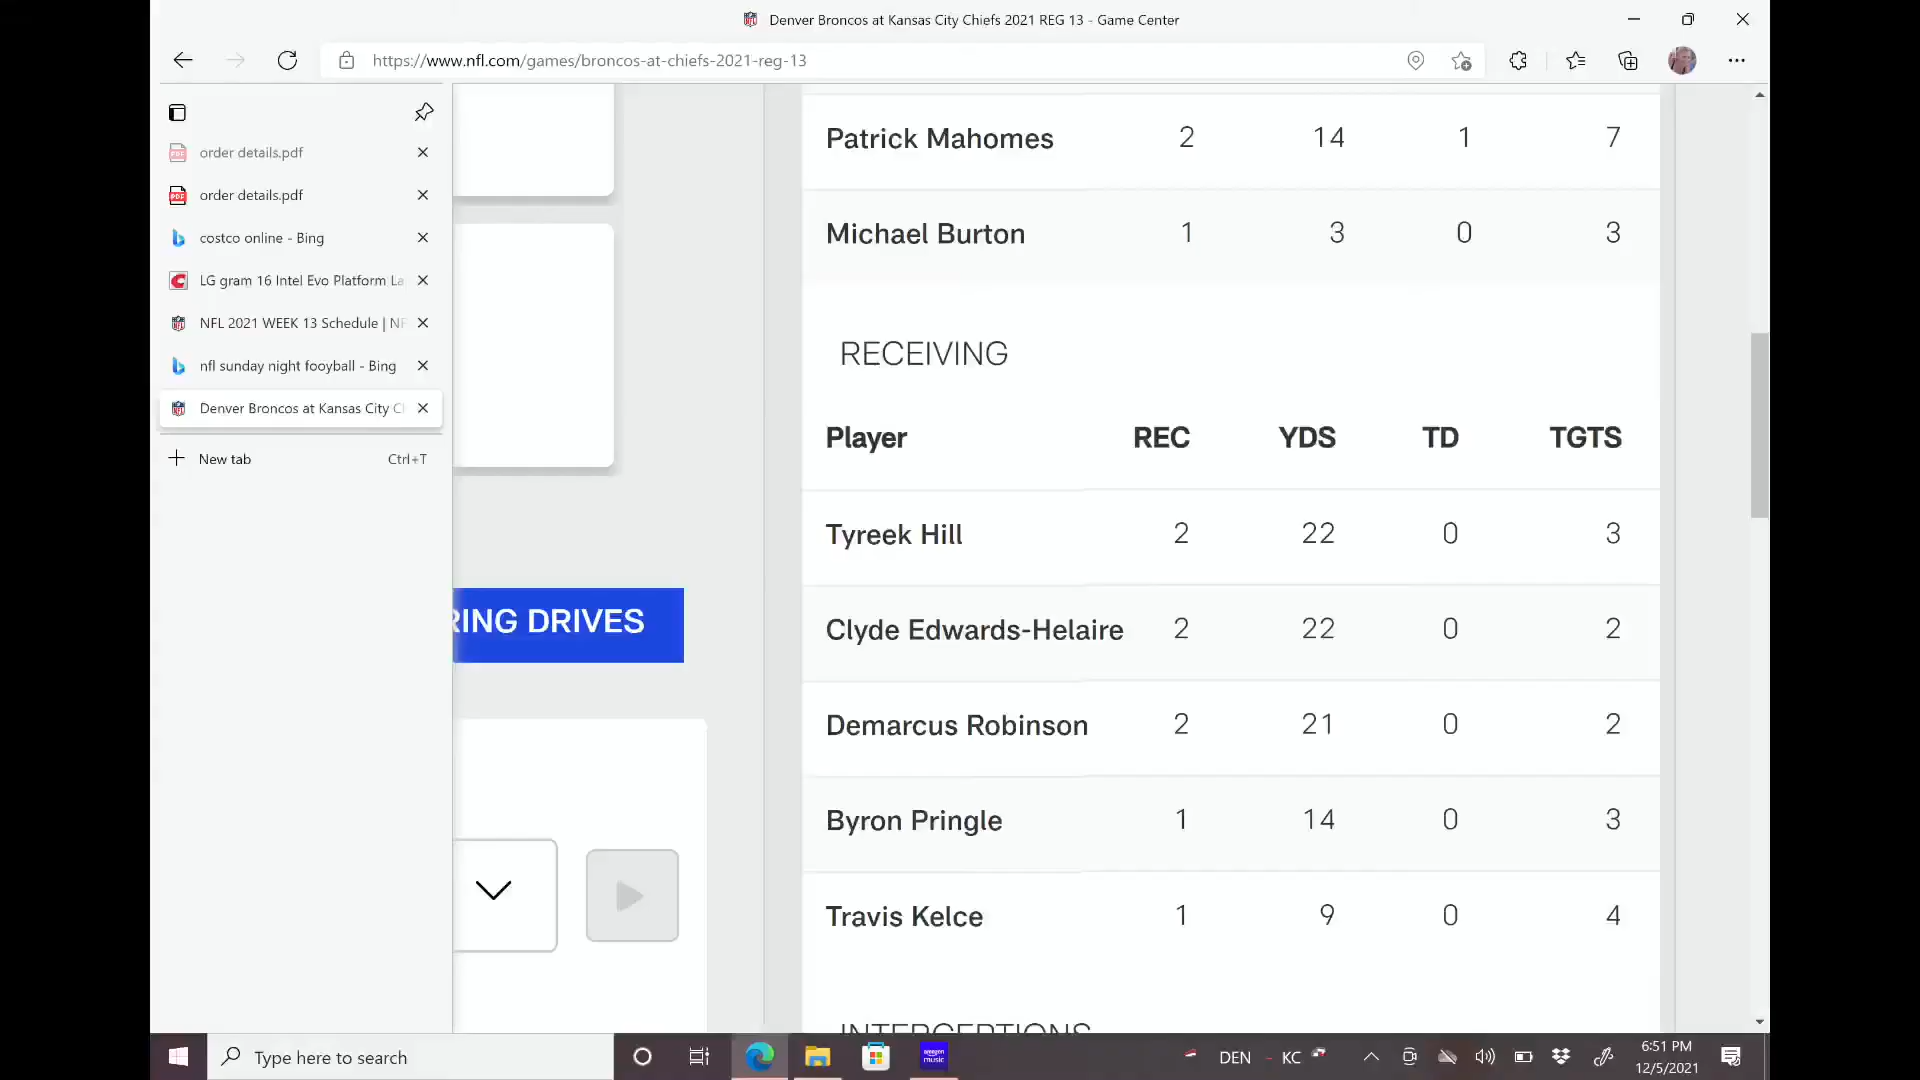 Denver Broncos at Kansas City Chiefs 2021 REG 13 - Game Center
https://www.nfl.com/games/broncos-at-chiefs-2021-reg-13
order details.pdf
order details.pdf
costco online - Bing
LG gram 16 Intel Evo Platform La
NFL 2021 WEEK 13 Schedule | NF
nfl sunday night fooyball - Bing
Denver Broncos at Kansas City C
New tab Ctrl+T
RING DRIVES
Patrick Mahomes 2 14 1 7
Michael Burton 1 3 0 3
RECEIVING
Player REC YDS TD TGTS
Tyreek Hill 2 22 0 3
Clyde Edwards-Helaire 2 22 0 2
Demarcus Robinson 2 21 0 2
Byron Pringle 1 14 0 3
Travis Kelce 1 9 0 4
INTERCEPTIONS
Type here to search
amazon music
DEN - KC
6:51 PM
12/5/2021